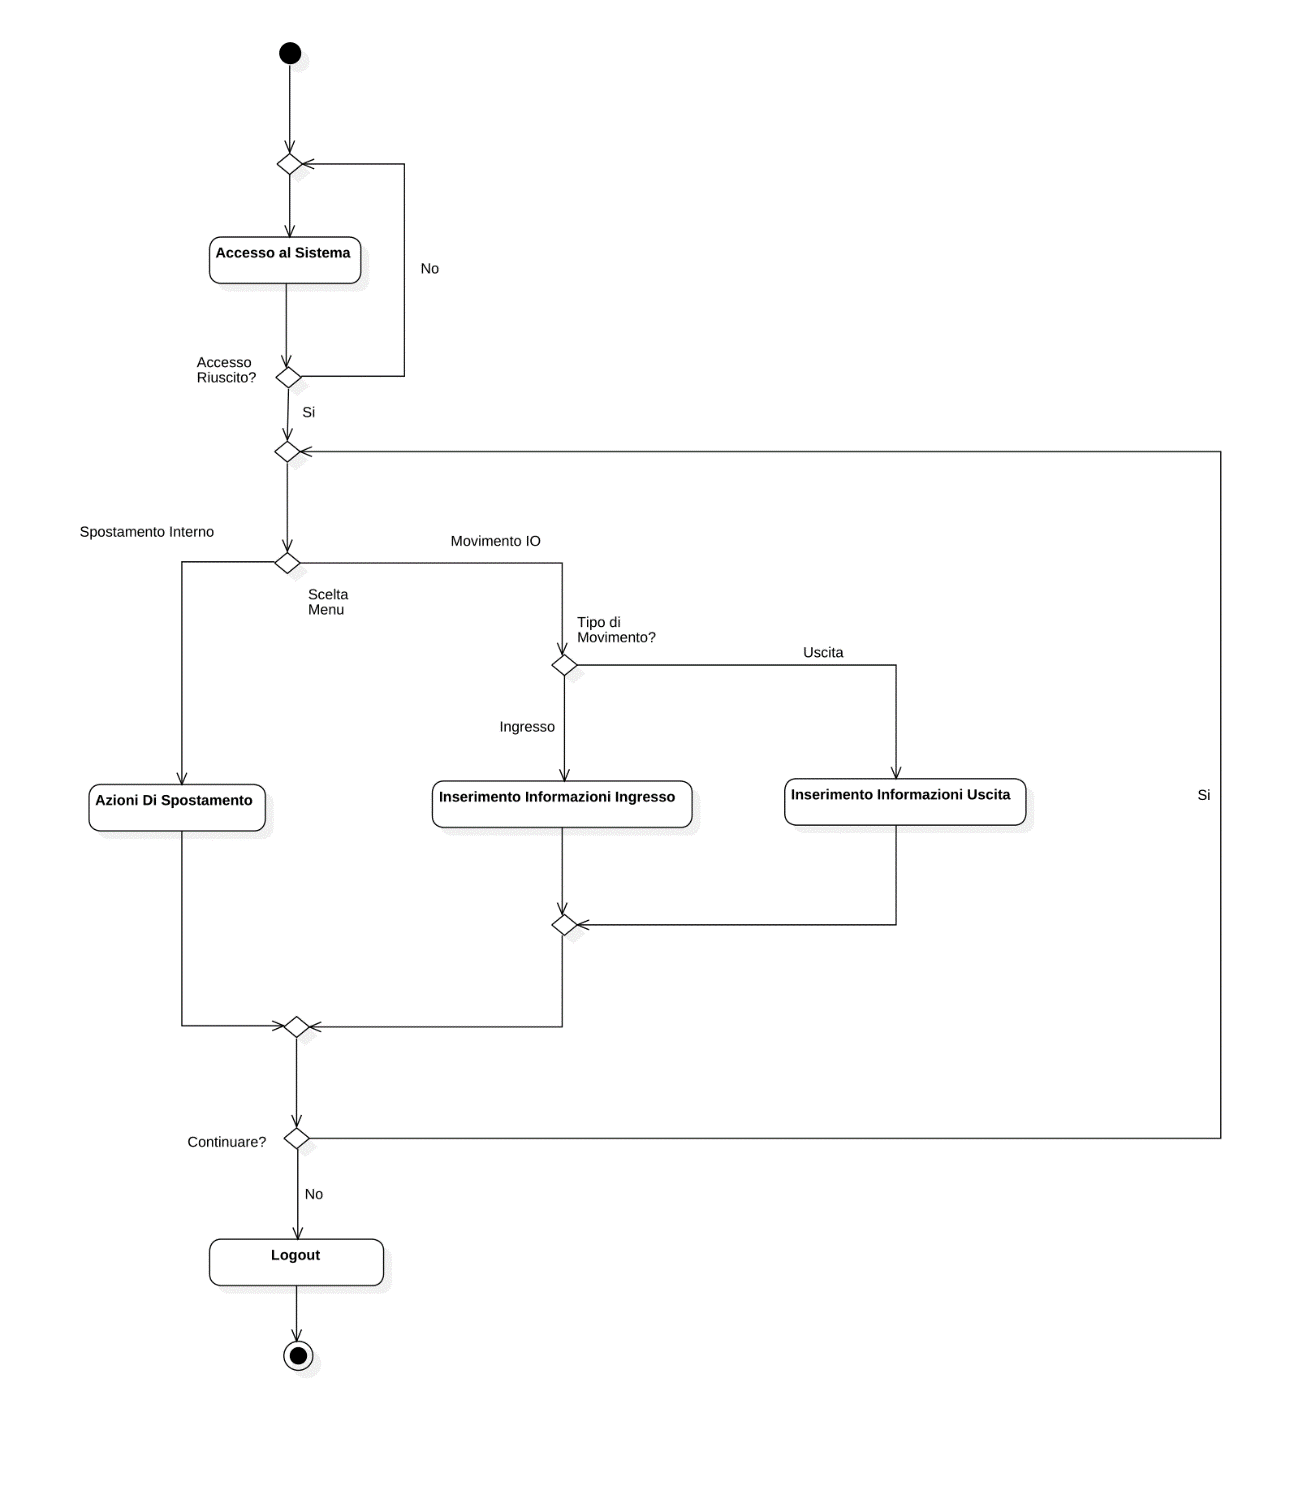 Accesso al Sistema
No
Accesso
Riuscito?
Si
Spostamento Interno
Movimento IO
Scelta
Menu
Tipo di
Movimento?
Uscita
Ingresso
Azioni Di Spostamento
Inserimento Informazioni Ingresso
Inserimento Informazioni Uscita
Si
Continuare?
No
Logout